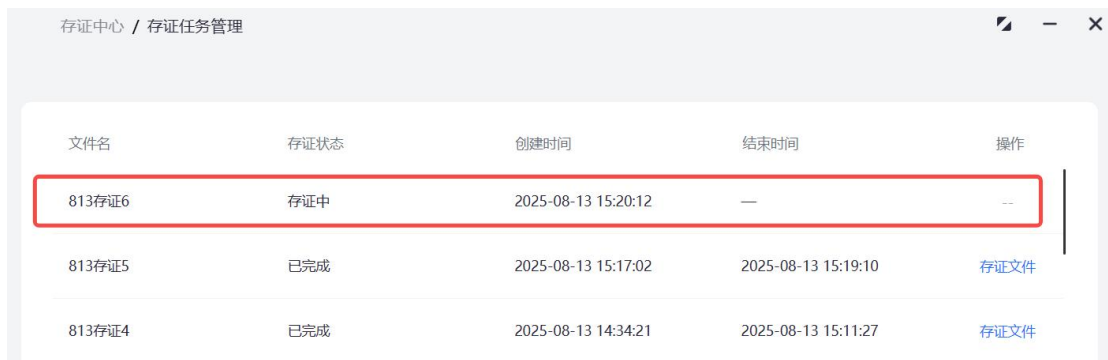 存证中心 / 存证任务管理
文件名 存证状态 创建时间 结束时间 操作
813存证6 存证中 2025-08-13 15:20:12 — --
813存证5 已完成 2025-08-13 15:17:02 2025-08-13 15:19:10 存证文件
813存证4 已完成 2025-08-13 14:34:21 2025-08-13 15:11:27 存证文件